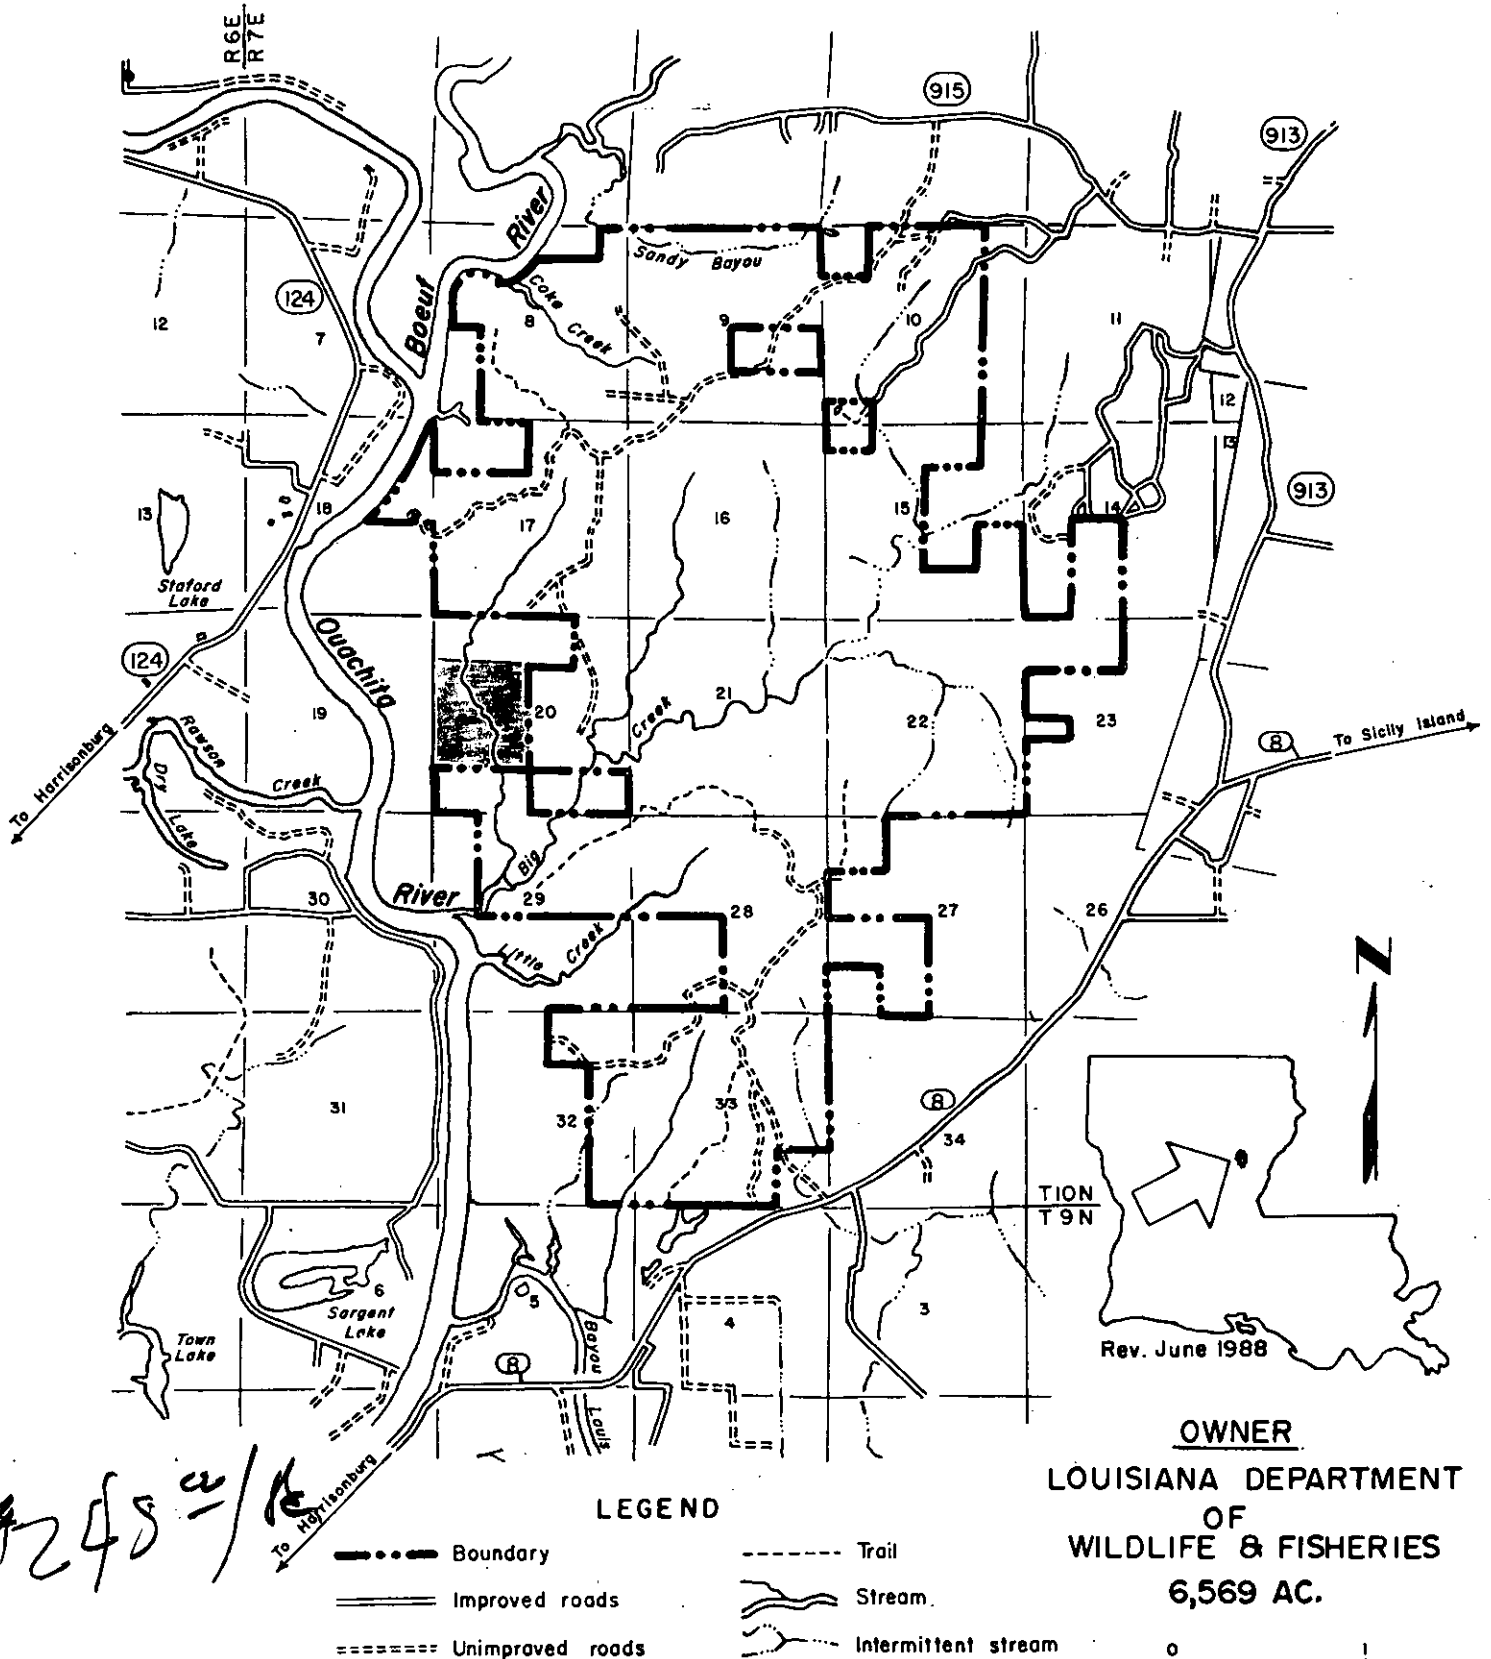 R6E
R7E
915
913
River
Sandy Bayou
124
Boeuf
Coke Creek
12
7
8
9
10
11
12
13
913
13
18
17
16
15
14
Staford
Lake
Ouachita
124
19
20
21
22
23
Creek
8
To Sicily Island
To Harrisonburg
Rawson Creek
Dry Lake
River
Big
30
29
28
27
26
Little Creek
N
31
32
33
8
34
T10N
T9N
6
Sargent
Lake
5
4
3
Town
Lake
Bayou Louis
8
Rev. June 1988
To Harrisonburg
OWNER
LOUISIANA DEPARTMENT
OF
WILDLIFE & FISHERIES
6,569 AC.
LEGEND
Boundary
Improved roads
Unimproved roads
Trail
Stream.
Intermittent stream
0 1